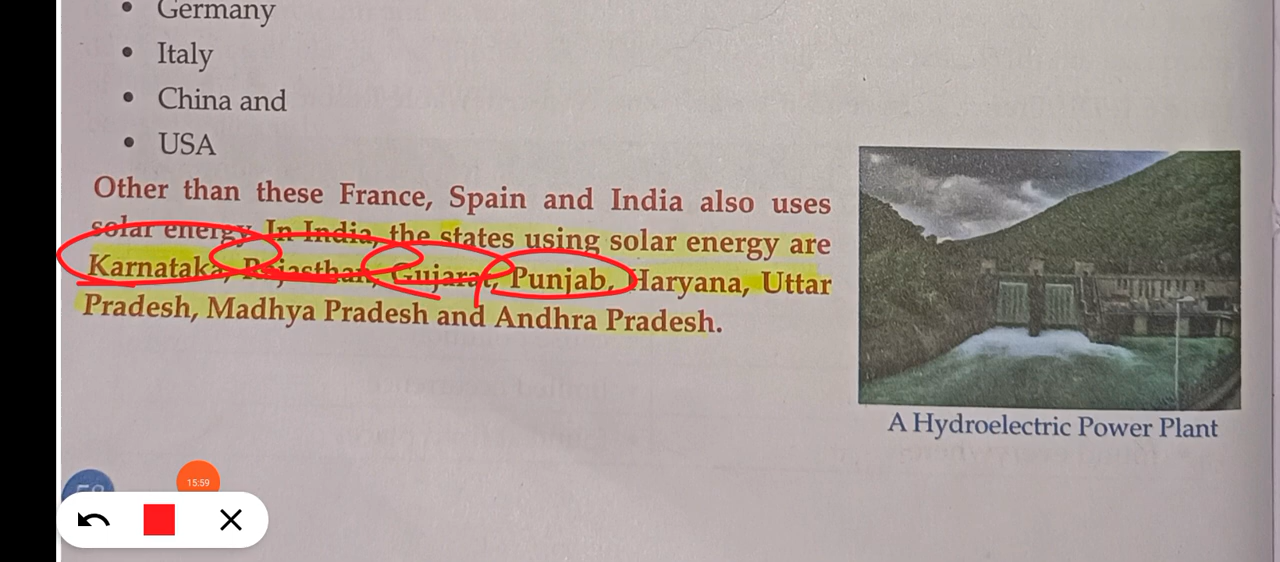 Germany
Italy
China and
USA
Other than these France, Spain and India also uses
solar energy. In India, the states using solar energy are
Karnataka, Rajasthan, Gujarat, Punjab, Haryana, Uttar
Pradesh, Madhya Pradesh and Andhra Pradesh.
A Hydroelectric Power Plant
15:59